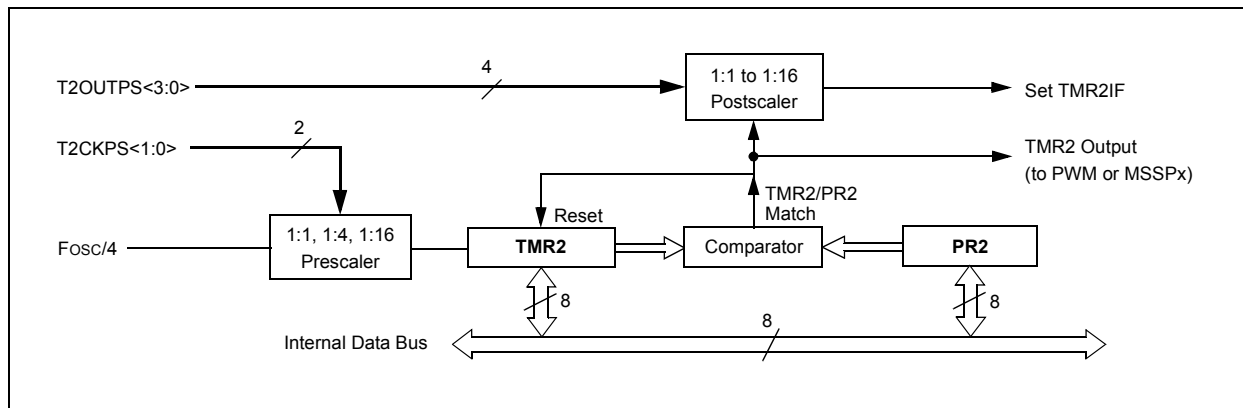 T2OUTPS<3:0>
4
1:1 to 1:16
Postscaler
Set TMR2IF
T2CKPS<1:0>
2
TMR2 Output
(to PWM or MSSPx)
TMR2/PR2
Match
Reset
FOSC/4
1:1, 1:4, 1:16
Prescaler
TMR2
Comparator
PR2
8
8
8
Internal Data Bus